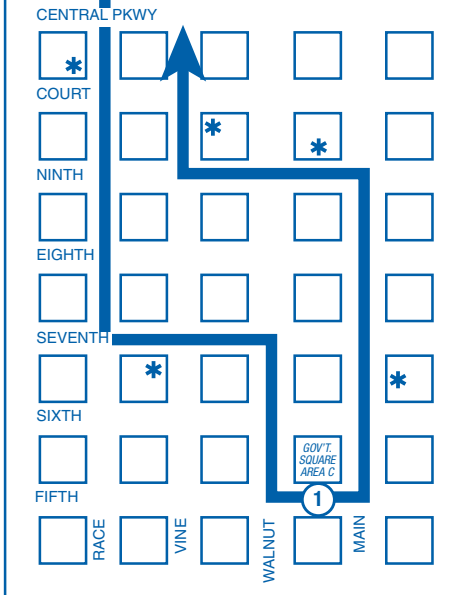 CENTRAL PKWY
*
COURT
*
*
NINTH
EIGHTH
SEVENTH
*
*
SIXTH
GOV'T.
SQUARE
AREA C
FIFTH
1
RACE
VINE
WALNUT
MAIN